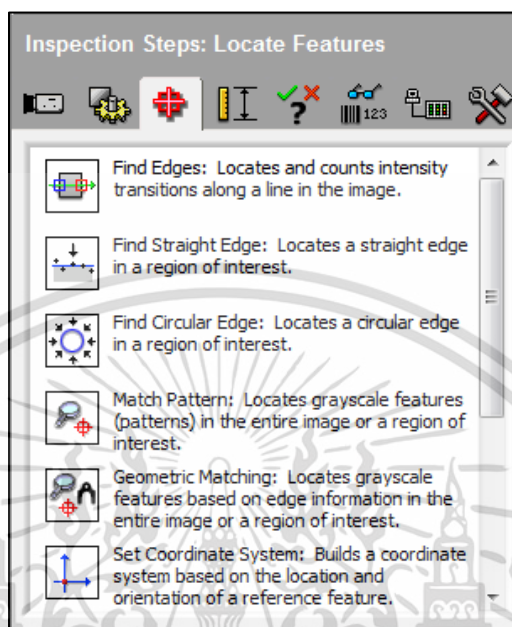 Inspection Steps: Locate Features
123
Find Edges: Locates and counts intensity
transitions along a line in the image.
Find Straight Edge: Locates a straight edge
in a region of interest.
Find Circular Edge: Locates a circular edge
in a region of interest.
Match Pattern: Locates grayscale features
(patterns) in the entire image or a region of
interest.
Geometric Matching: Locates grayscale
features based on edge information in the
entire image or a region of interest.
Set Coordinate System: Builds a coordinate
system based on the location and
orientation of a reference feature.